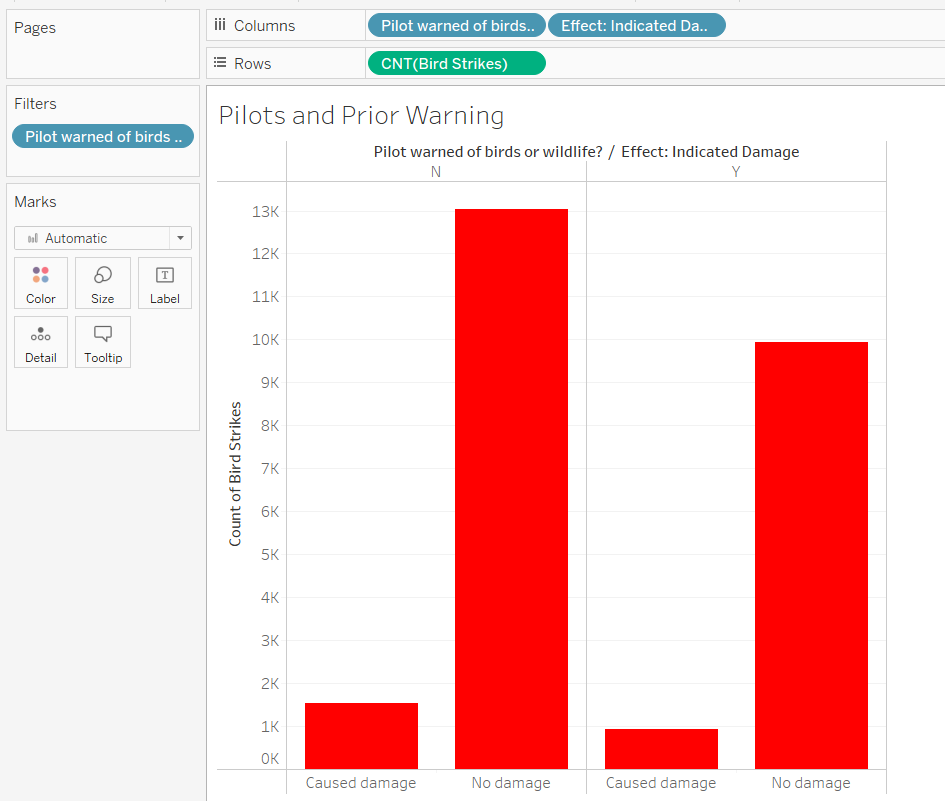 Pages
Columns
Pilot warned of birds..
Effect: Indicated Da..
Rows
CNT(Bird Strikes)
Filters
Pilot warned of birds ..
Marks
Automatic
Color
Size
Label
Detail
Tooltip
Pilots and Prior Warning
Pilot warned of birds or wildlife? / Effect: Indicated Damage
N
Y
Count of Bird Strikes
13K
12K
11K
10K
9K
8K
7K
6K
5K
4K
3K
2K
1K
0K
Caused damage
No damage
Caused damage
No damage